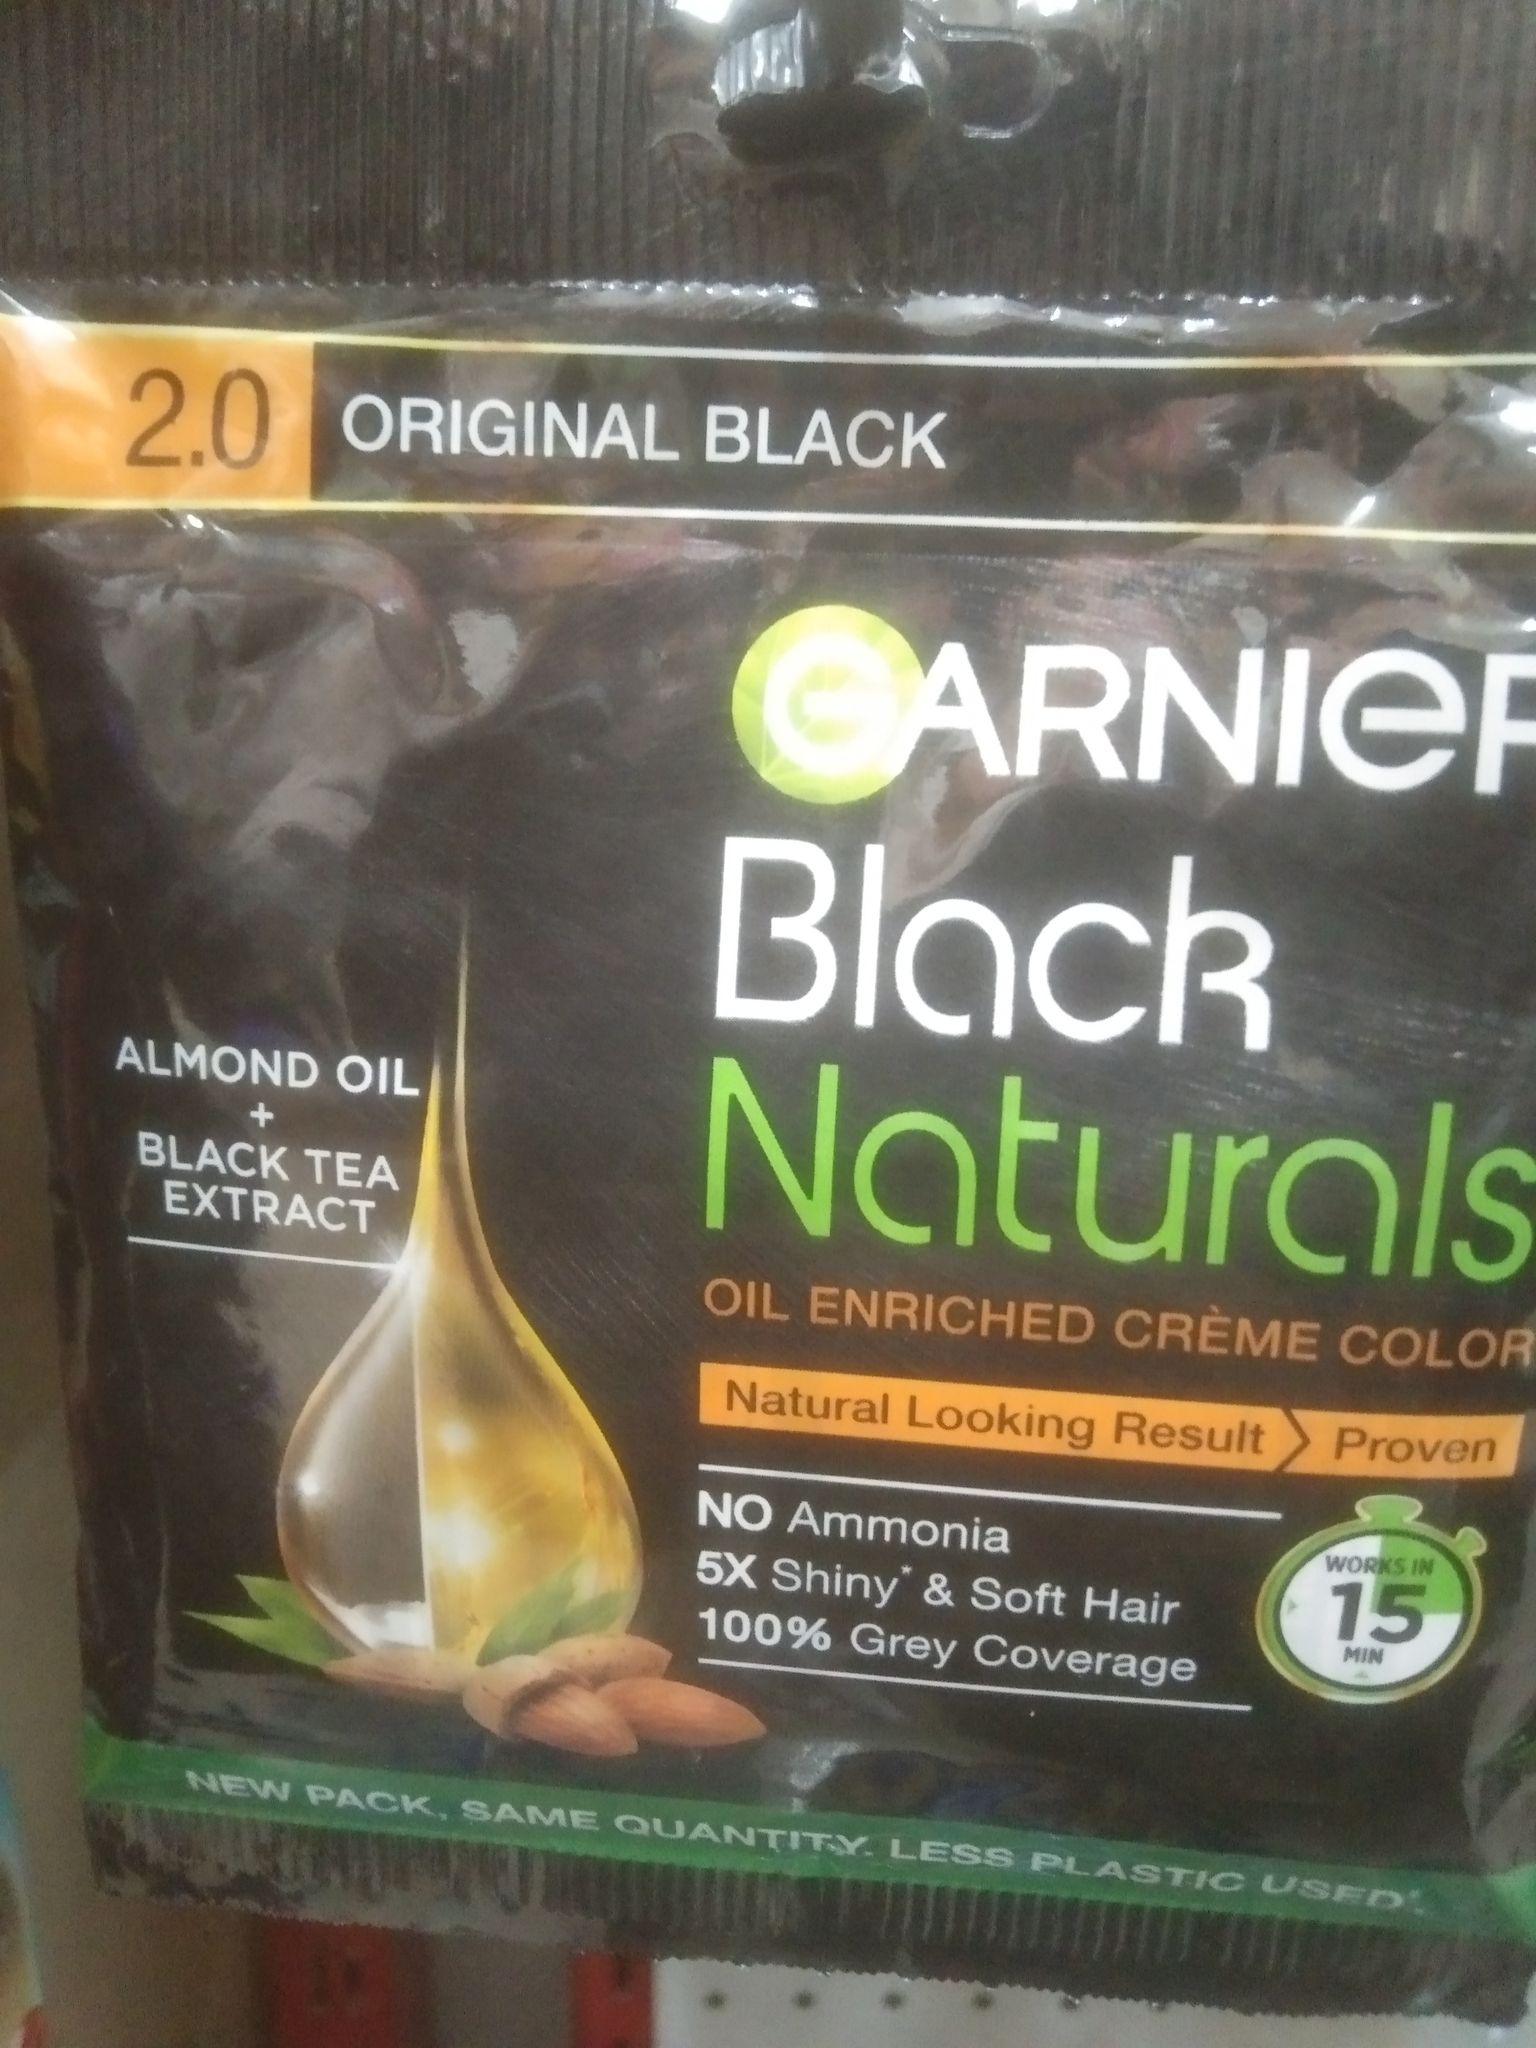 2.0 ORIGINAL BLACK
GARNIER
Black
Naturals
OIL ENRICHED CRÈME COLOR
Natural Looking Result > Proven
ALMOND OIL
+
BLACK TEA
EXTRACT
NO Ammonia
5X Shiny* & Soft Hair
100% Grey Coverage
WORKS IN
15
MIN
NEW PACK, SAME QUANTITY. LESS PLASTIC USED*.